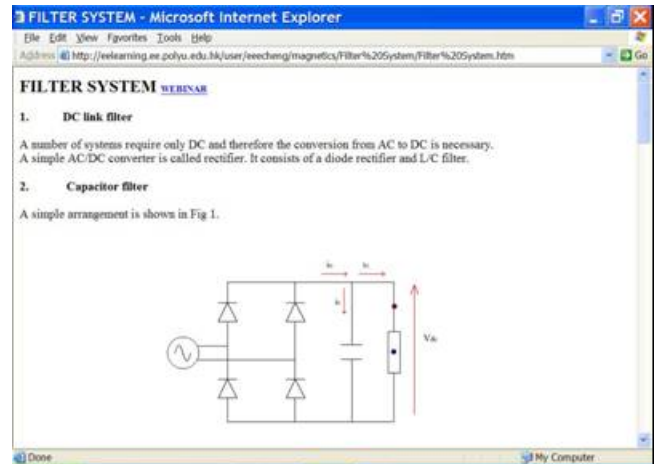 FILTER SYSTEM - Microsoft Internet Explorer
File Edit View Favorites Tools Help
Address http://eelearning.ee.polyu.edu.hk/user/eeecheng/magnetics/Filter%20System/Filter%20System.htm Go
FILTER SYSTEM WEBINAR
1. DC link filter
A number of systems require only DC and therefore the conversion from AC to DC is necessary.
A simple AC/DC converter is called rectifier. It consists of a diode rectifier and L/C filter.
2. Capacitor filter
A simple arrangement is shown in Fig 1.
Vdc
Done My Computer